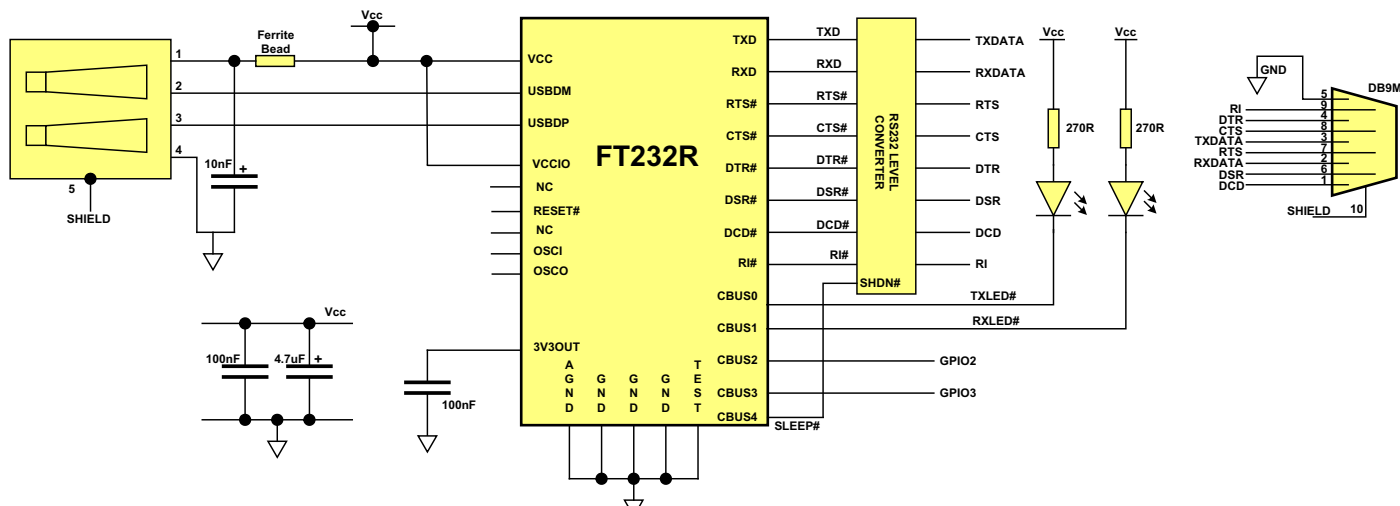 Vcc
Ferrite
Bead
1
2
3
4
5
SHIELD
10nF
+
Vcc
100nF
4.7uF
+
100nF
FT232R
VCC
USBDM
USBDP
VCCIO
NC
RESET#
NC
OSCI
OSCO
3V3OUT
AGND
GND
GND
GND
TEST
TXD
RXD
RTS#
CTS#
DTR#
DSR#
DCD#
RI#
CBUS0
CBUS1
CBUS2
CBUS3
CBUS4
TXD
RXD
RTS#
CTS#
DTR#
DSR#
DCD#
RI#
SLEEP#
RS232 LEVEL
CONVERTER
SHDN#
TXDATA
RXDATA
RTS
CTS
DTR
DSR
DCD
RI
TXLED#
RXLED#
GPIO2
GPIO3
Vcc
Vcc
270R
270R
GND
DB9M
5
RI 9
DTR 4
CTS 8
TXDATA 3
RTS 7
RXDATA 2
DSR 6
DCD 1
SHIELD 10